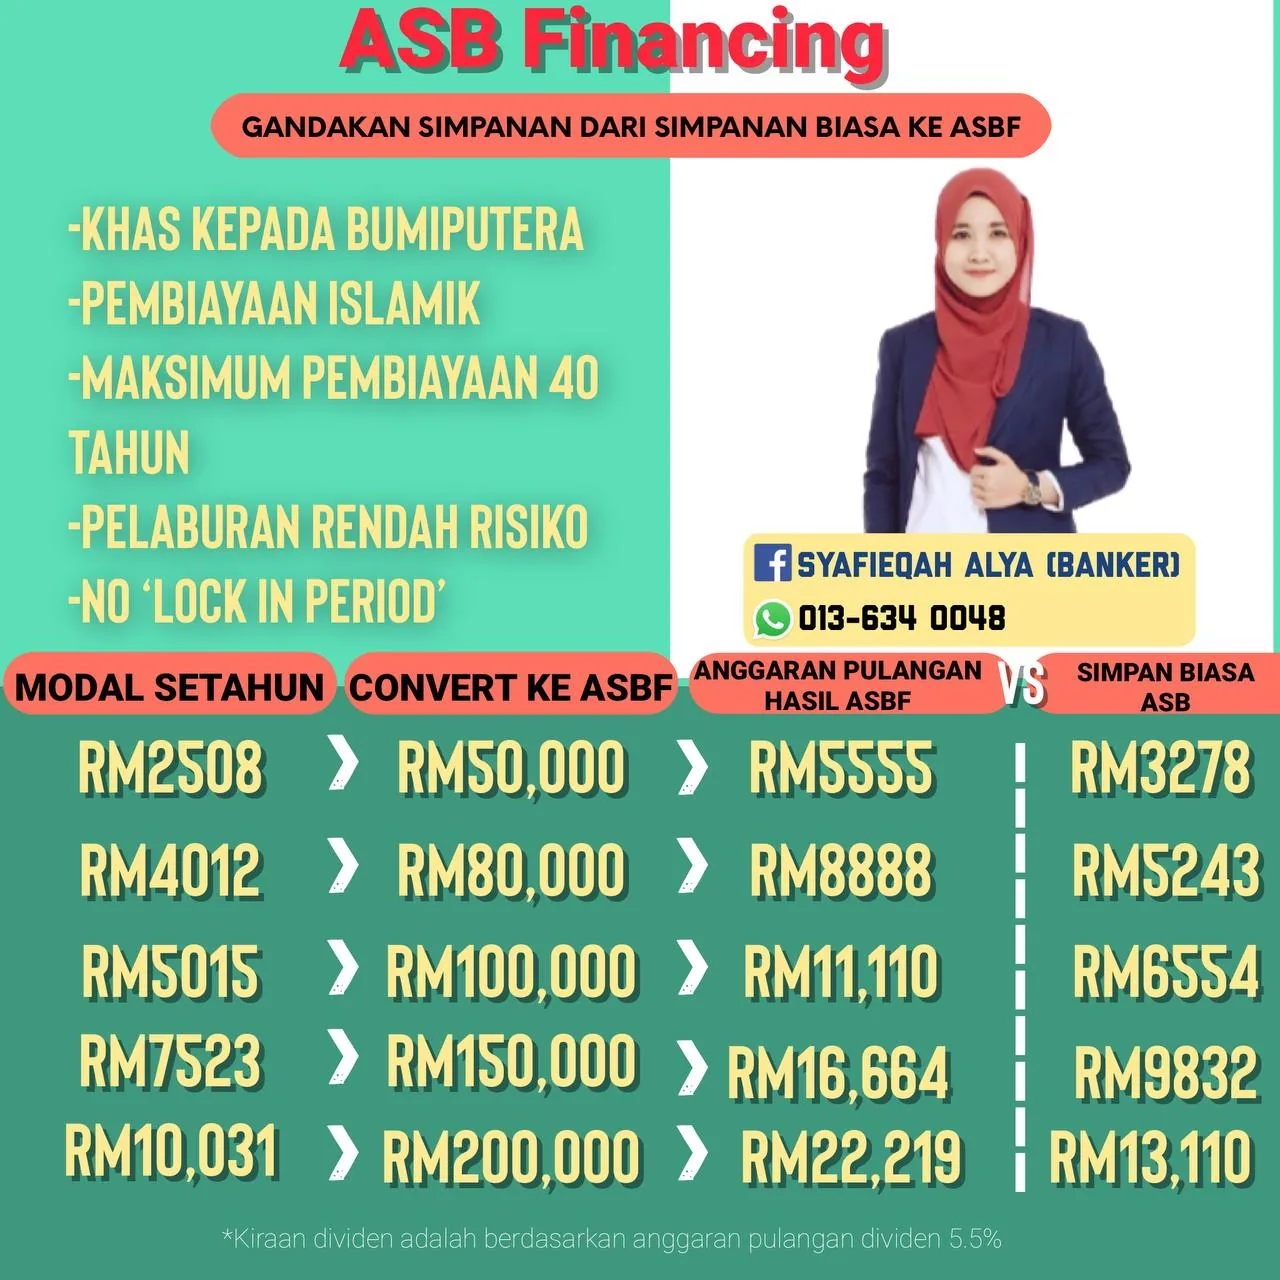 ASB Financing
GANDAKAN SIMPANAN DARI SIMPANAN BIASA KE ASBF
-KHAS KEPADA BUMIPUTERA
-PEMBIAYAAN ISLAMIK
-MAKSIMUM PEMBIAYAAN 40
TAHUN
-PELABURAN RENDAH RISIKO
-NO ‘LOCK IN PERIOD’
SYAFIEQAH ALYA (BANKER)
013-634 0048
MODAL SETAHUN CONVERT KE ASBF ANGGARAN PULANGAN HASIL ASBF VS SIMPAN BIASA ASB
RM2508 RM50,000 RM5555 RM3278
RM4012 RM80,000 RM8888 RM5243
RM5015 RM100,000 RM11,110 RM6554
RM7523 RM150,000 RM16,664 RM9832
RM10,031 RM200,000 RM22,219 RM13,110
*Kiraan dividen adalah berdasarkan anggaran pulangan dividen 5.5%